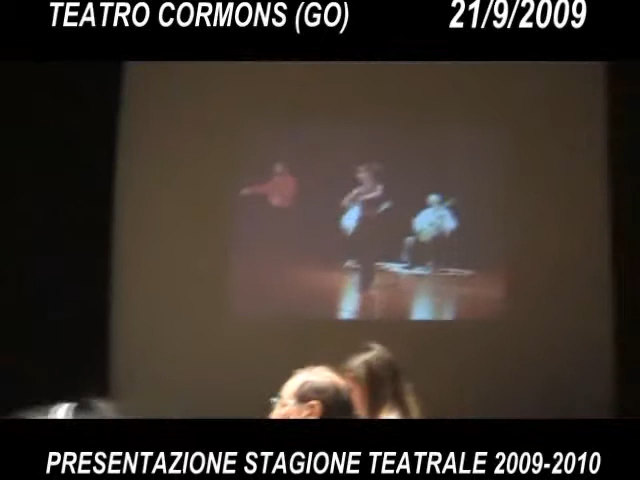 TEATRO CORMONS (GO) 21/9/2009
PRESENTAZIONE STAGIONE TEATRALE 2009-2010